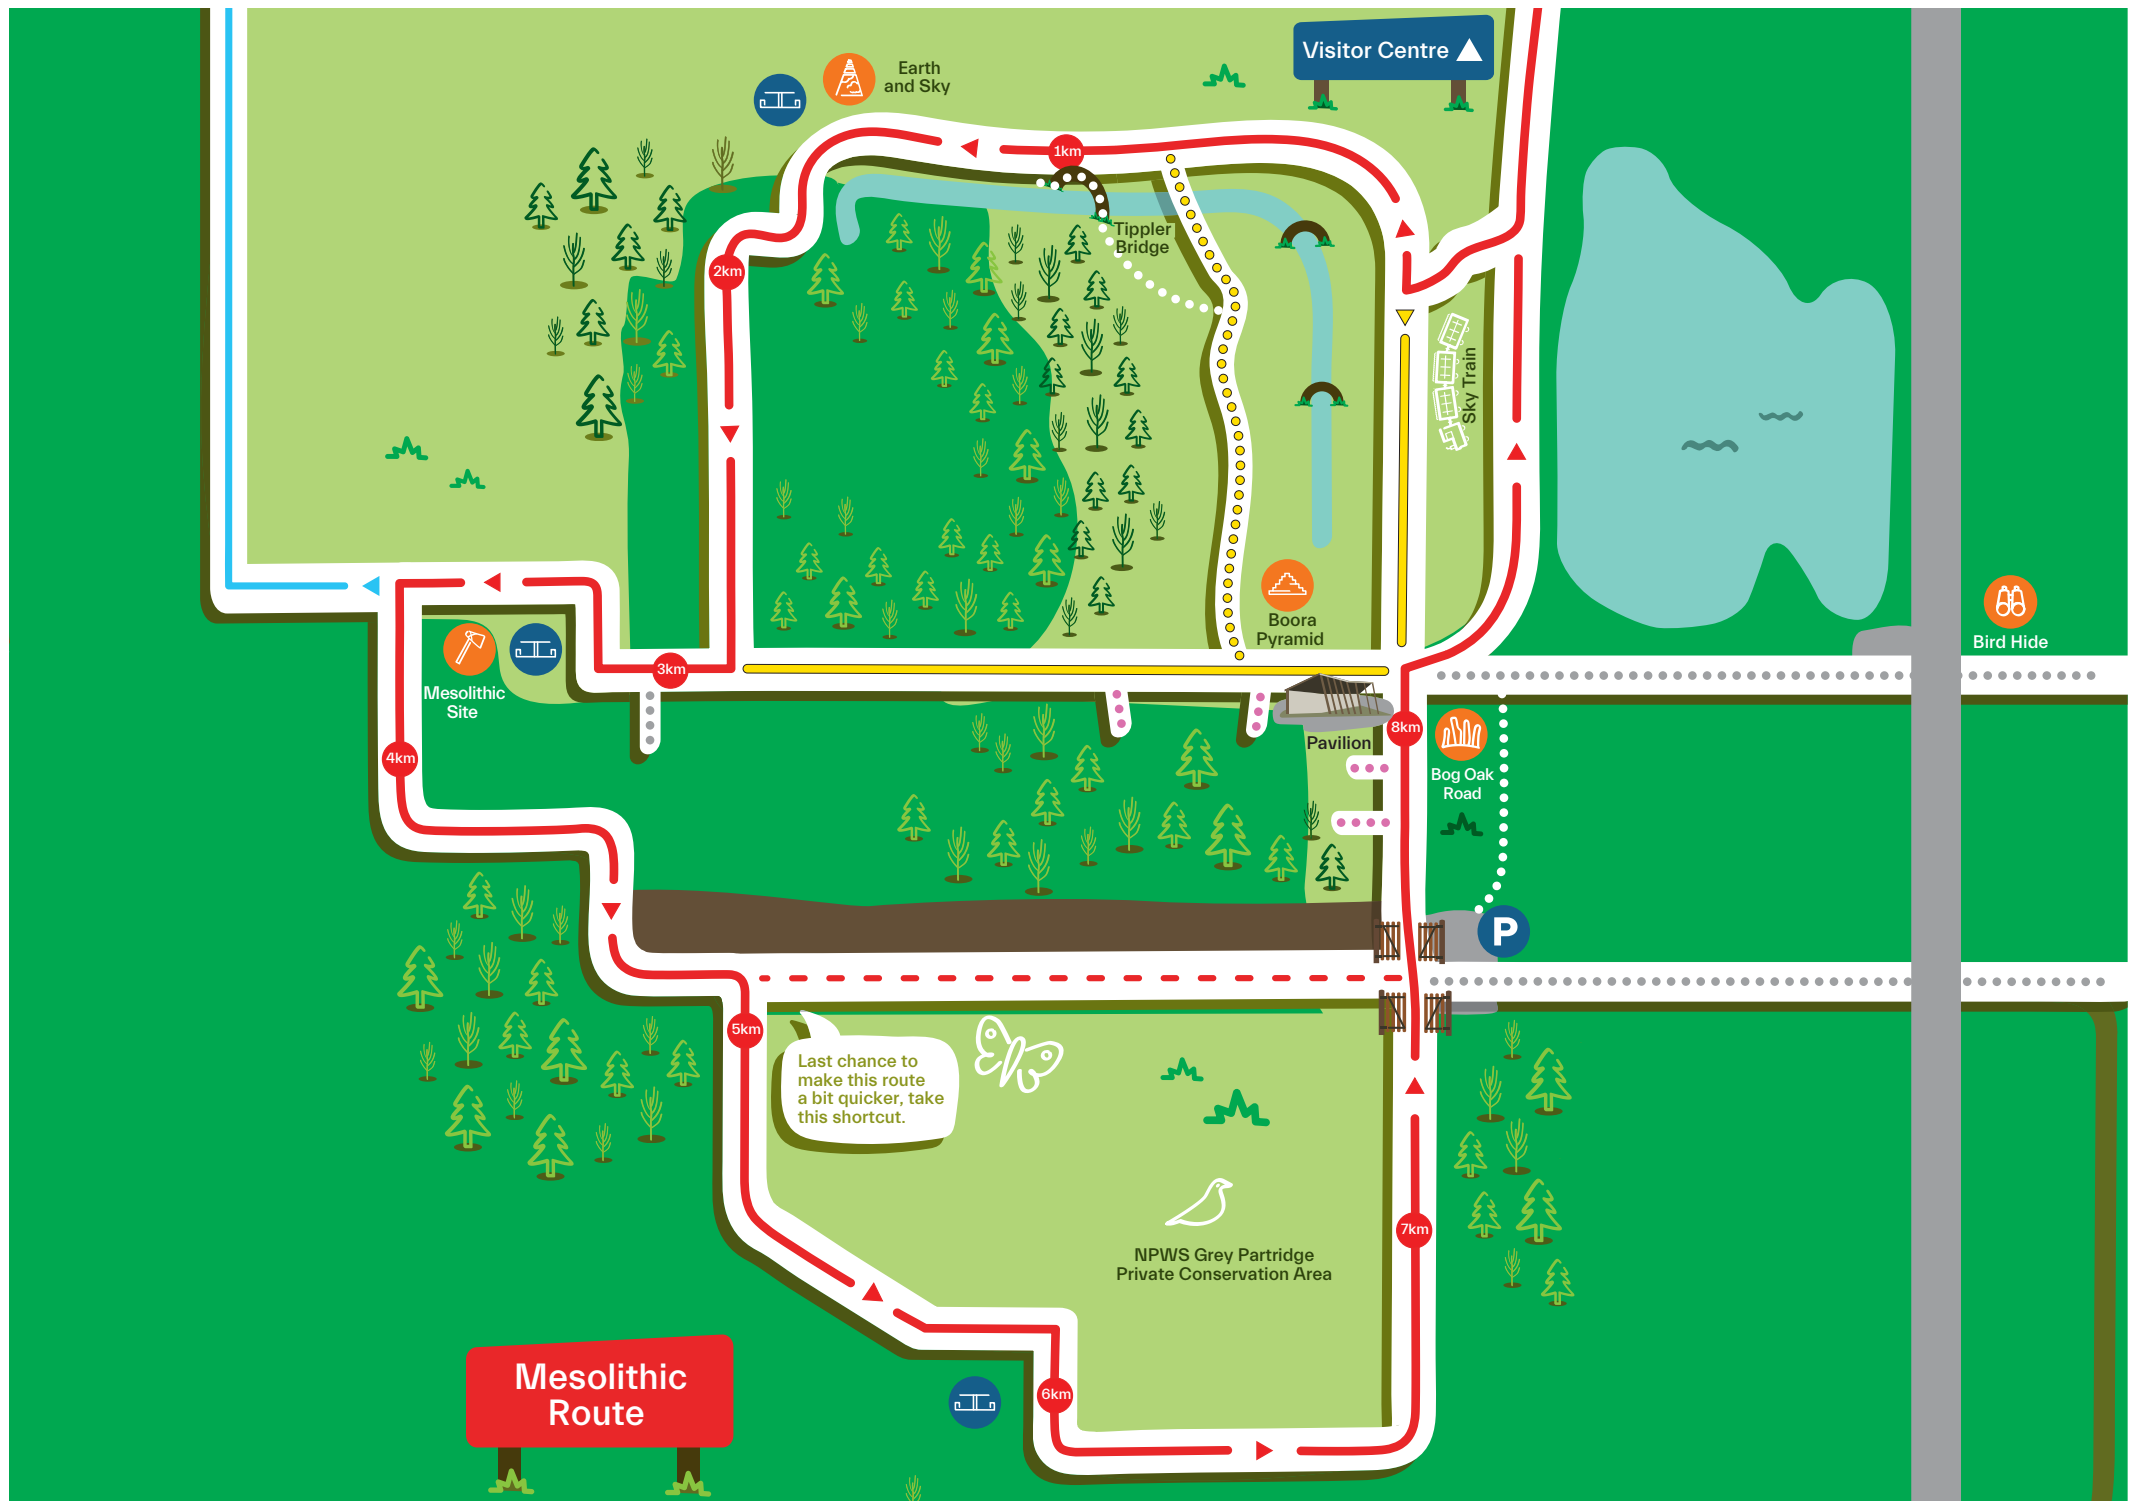 Visitor Centre
Earth
and Sky
1km
Tippler
Bridge
2km
Sky Train
Boora
Pyramid
Bird Hide
Mesolithic
Site
3km
Pavilion
8km
4km
Bog Oak
Road
P
5km
Last chance to
make this route
a bit quicker, take
this shortcut.
7km
NPWS Grey Partridge
Private Conservation Area
6km
Mesolithic
Route